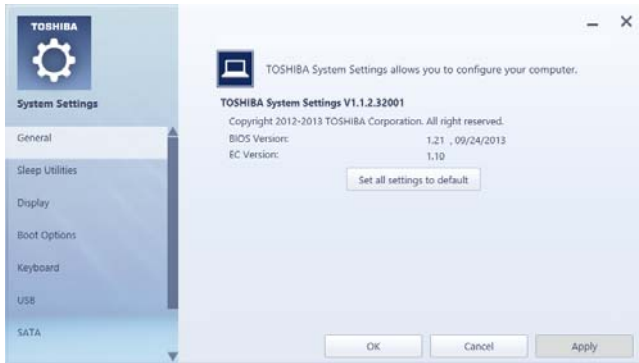 TOSHIBA
System Settings
General
Sleep Utilities
Display
Boot Options
Keyboard
USB
SATA
TOSHIBA System Settings allows you to configure your computer.
TOSHIBA System Settings V1.1.2.32001
Copyright 2012-2013 TOSHIBA Corporation. All right reserved.
BIOS Version: 1.21 , 09/24/2013
EC Version: 1.10
Set all settings to default
OK Cancel Apply